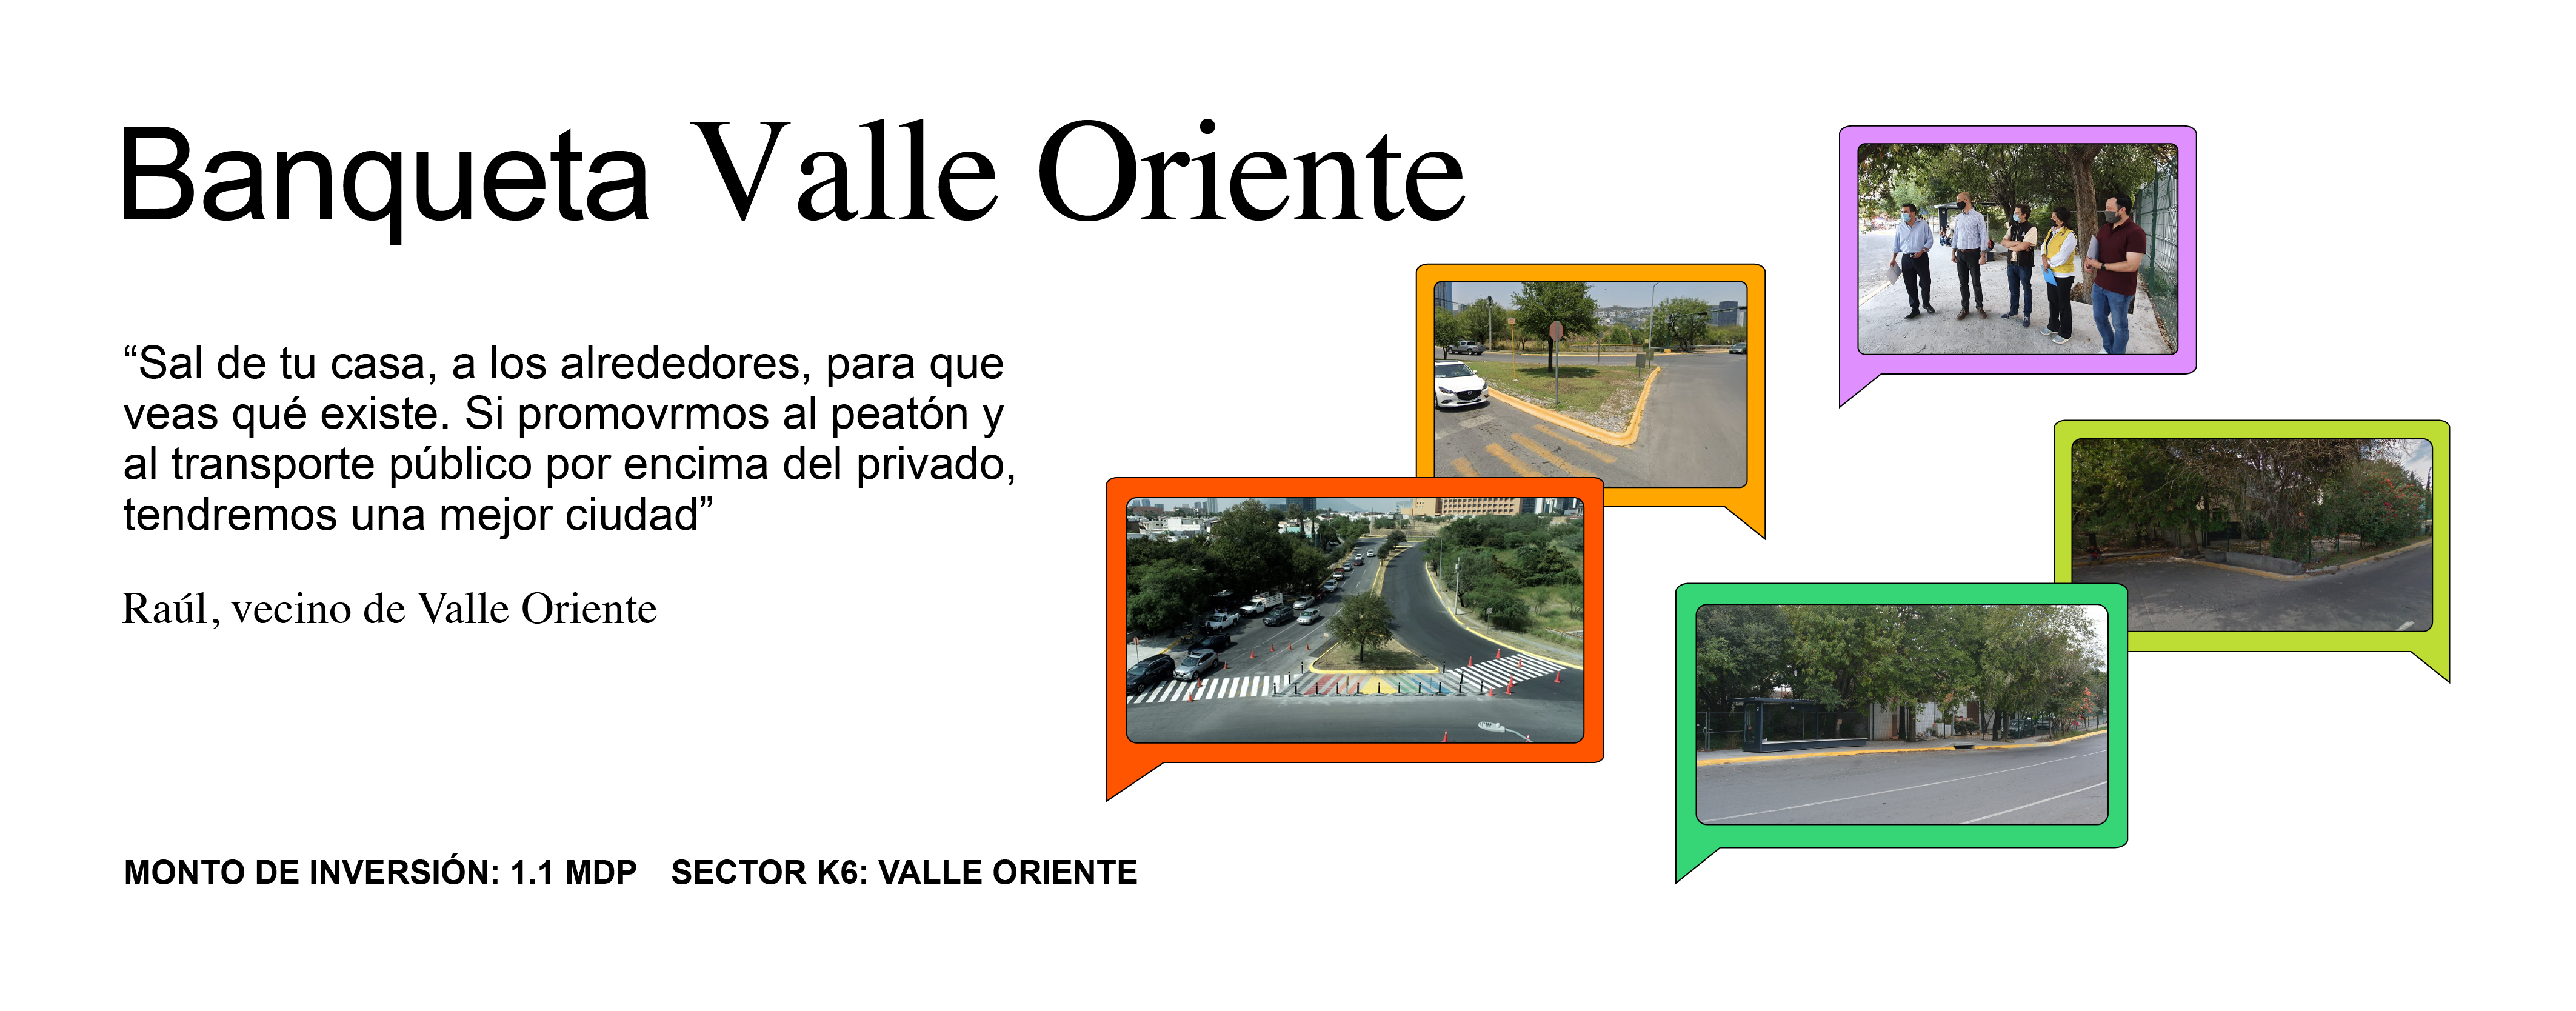 Banqueta Valle Oriente
“Sal de tu casa, a los alrededores, para que
veas qué existe. Si promovrmos al peatón y
al transporte público por encima del privado,
tendremos una mejor ciudad”
Raúl, vecino de Valle Oriente
MONTO DE INVERSIÓN: 1.1 MDP SECTOR K6: VALLE ORIENTE